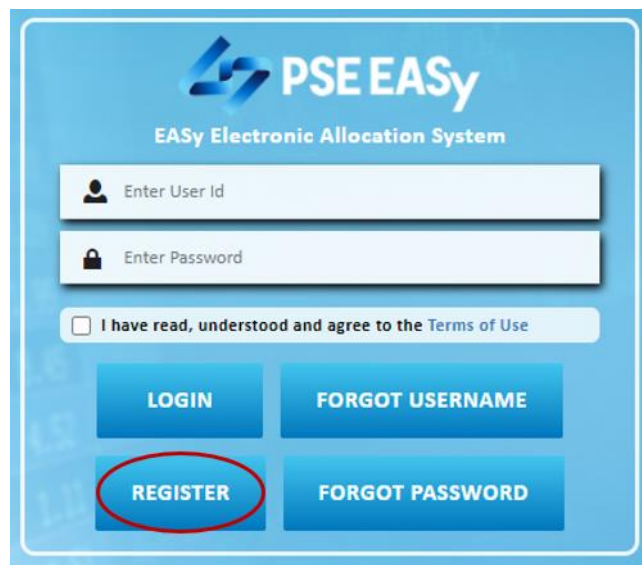 PSE EASy
EASy Electronic Allocation System
Enter User Id
Enter Password
I have read, understood and agree to the Terms of Use
LOGIN
FORGOT USERNAME
REGISTER
FORGOT PASSWORD